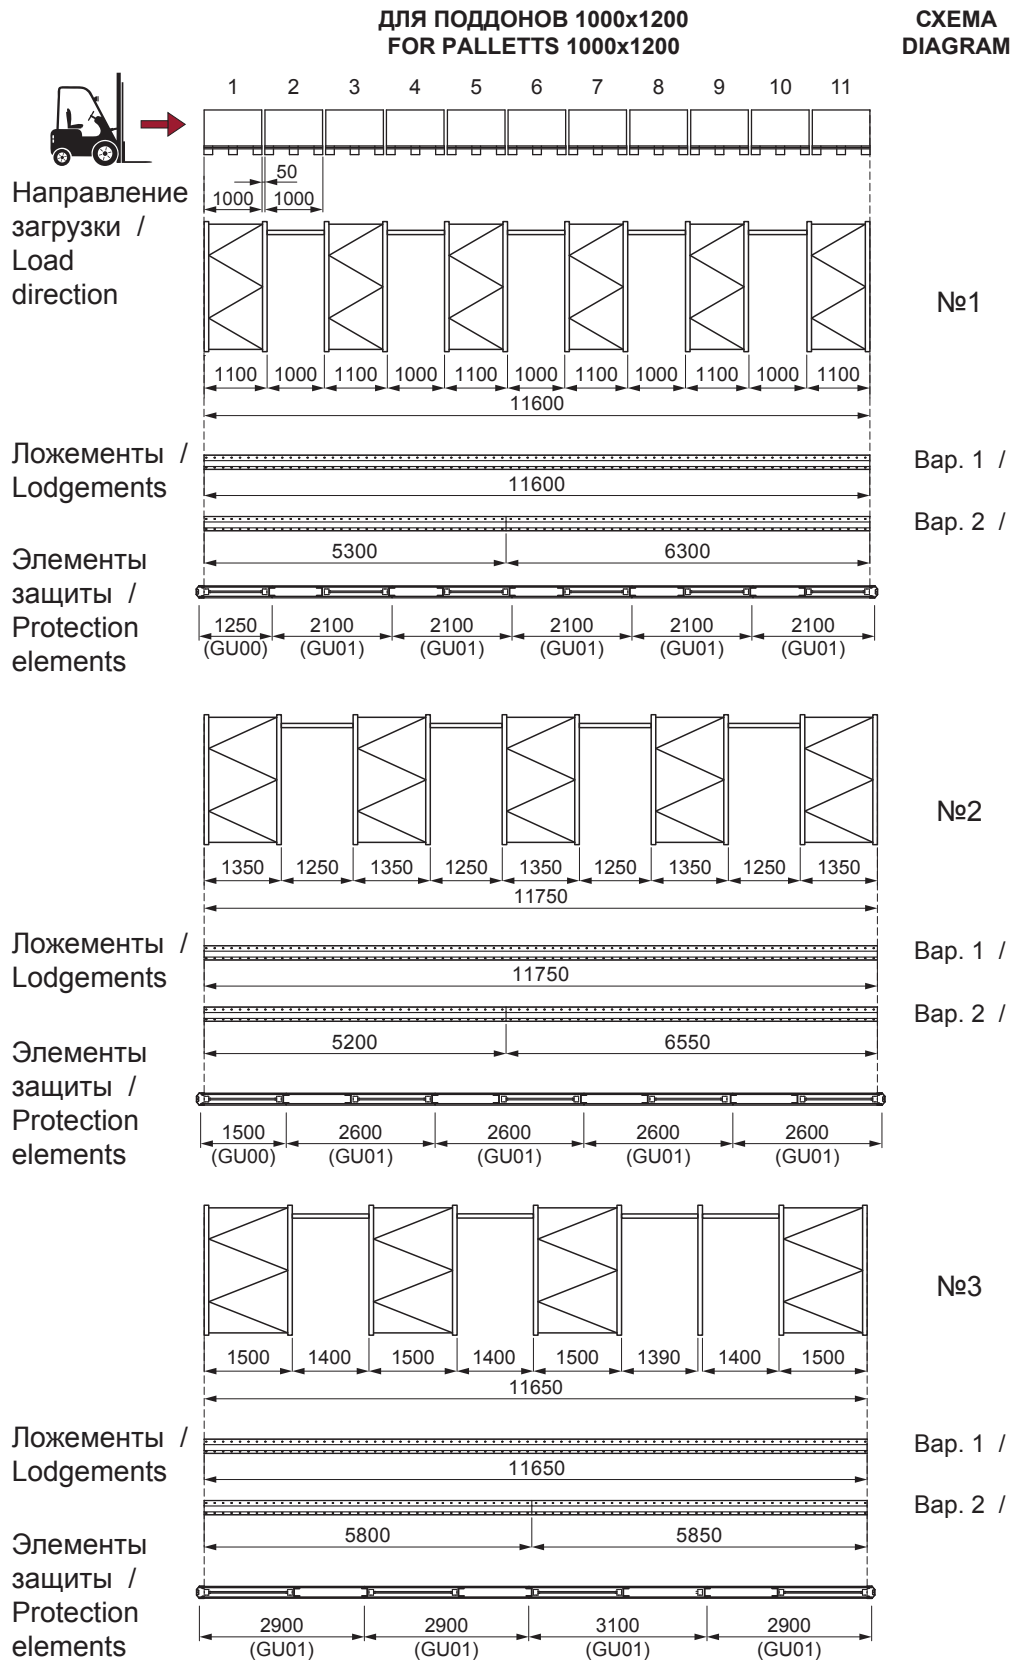 ДЛЯ ПОДДОНОВ 1000х1200
FOR PALLETTS 1000x1200
СХЕМА
DIAGRAM
1 2 3 4 5 6 7 8 9 10 11
50
1000 1000
Направление
загрузки /
Load
direction
№1
1100 1000 1100 1000 1100 1000 1100 1000 1100 1000 1100
11600
Ложементы /
Lodgements
Вар. 1 /
11600
Вар. 2 /
5300 6300
Элементы
защиты /
Protection
elements
1250 2100 2100 2100 2100 2100
(GU00) (GU01) (GU01) (GU01) (GU01) (GU01)
№2
1350 1250 1350 1250 1350 1250 1350 1250 1350
11750
Ложементы /
Lodgements
Вар. 1 /
11750
Вар. 2 /
5200 6550
Элементы
защиты /
Protection
elements
1500 2600 2600 2600 2600
(GU00) (GU01) (GU01) (GU01) (GU01)
№3
1500 1400 1500 1400 1500 1390 1400 1500
11650
Ложементы /
Lodgements
Вар. 1 /
11650
Вар. 2 /
5800 5850
Элементы
защиты /
Protection
elements
2900 2900 3100 2900
(GU01) (GU01) (GU01) (GU01)